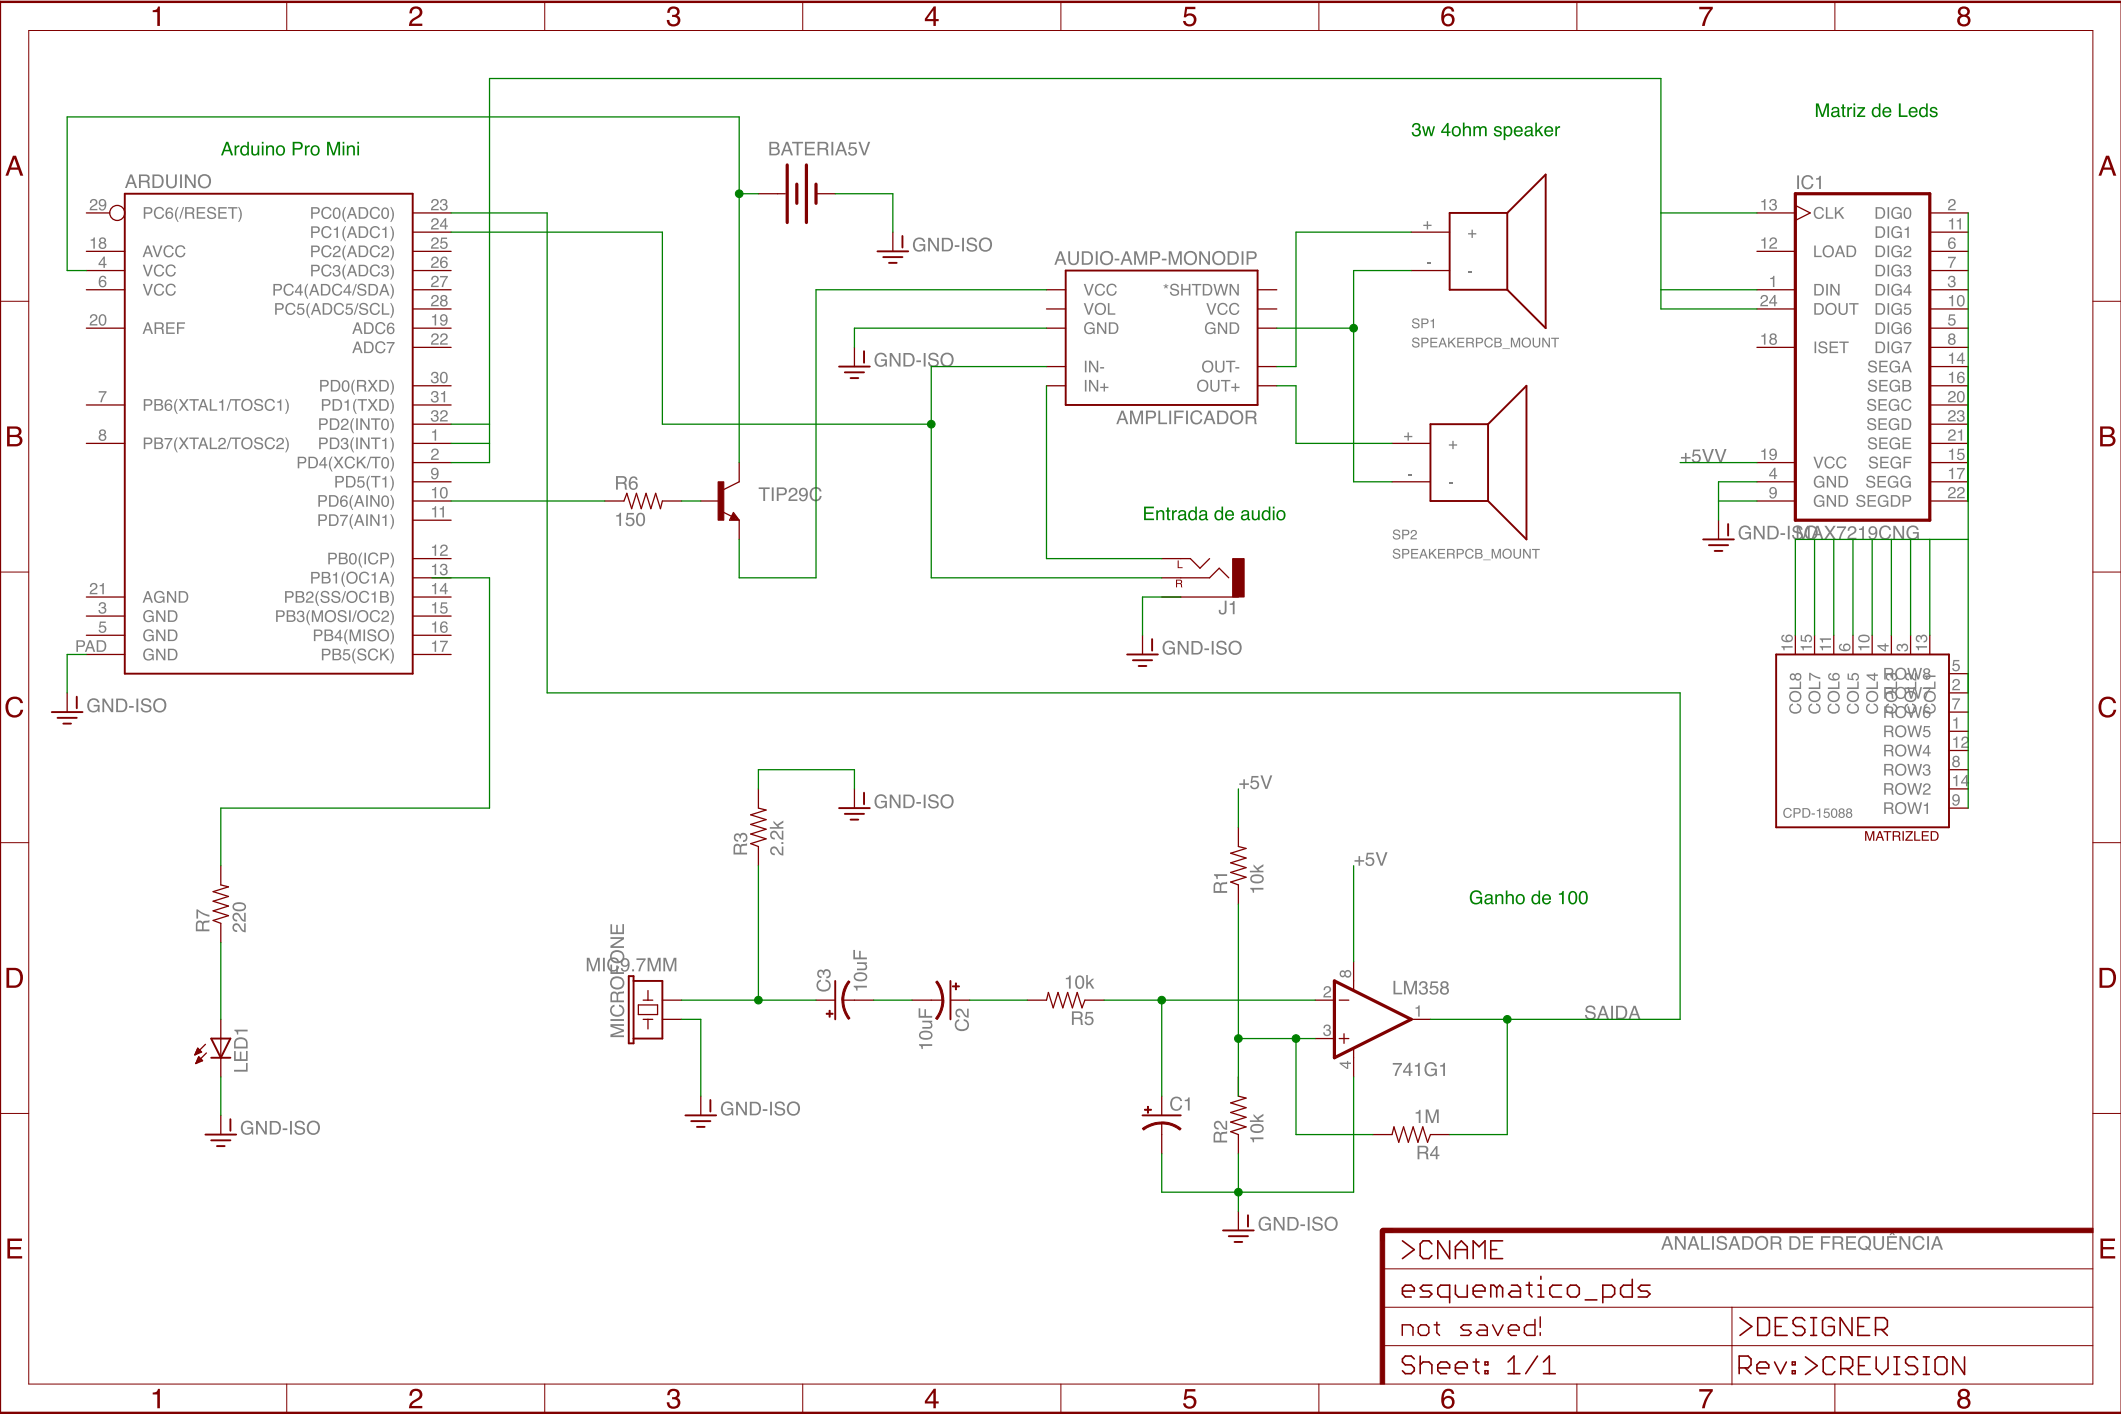 1 2 3 4 5 6 7 8
A
B
C
D
E
Arduino Pro Mini
ARDUINO
29 PC6(/RESET)
18 AVCC
4 VCC
6 VCC
20 AREF
7 PB6(XTAL1/TOSC1)
8 PB7(XTAL2/TOSC2)
21 AGND
3 GND
5 GND
PAD GND
PC0(ADC0) 23
PC1(ADC1) 24
PC2(ADC2) 25
PC3(ADC3) 26
PC4(ADC4/SDA) 27
PC5(ADC5/SCL) 28
ADC6 19
ADC7 22
PD0(RXD) 30
PD1(TXD) 31
PD2(INT0) 32
PD3(INT1) 1
PD4(XCK/T0) 2
PD5(T1) 9
PD6(AIN0) 10
PD7(AIN1) 11
PB0(ICP) 12
PB1(OC1A) 13
PB2(SS/OC1B) 14
PB3(MOSI/OC2) 15
PB4(MISO) 16
PB5(SCK) 17
GND-ISO
BATERIA5V
GND-ISO
R6
150
TIP29C
AUDIO-AMP-MONODIP
VCC *SHTDWN
VOL VCC
GND GND
IN- OUT-
IN+ OUT+
AMPLIFICADOR
GND-ISO
3w 4ohm speaker
+ +
- -
SP1
SPEAKERPCB_MOUNT
+ +
- -
SP2
SPEAKERPCB_MOUNT
Entrada de audio
L
R
J1
GND-ISO
Matriz de Leds
IC1
13 CLK
12 LOAD
1 DIN
24 DOUT
18 ISET
+5VV 19 VCC
4 GND
9 GND
DIG0 2
DIG1 11
DIG2 6
DIG3 7
DIG4 3
DIG5 10
DIG6 5
DIG7 8
SEGA 14
SEGB 16
SEGC 20
SEGD 23
SEGE 21
SEGF 15
SEGG 17
SEGDP 22
GND-ISO
MAX7219CNG
16 15 11 6 10 4 3 13
COL8 COL7 COL6 COL5 COL4
ROW8 5
ROW7 2
ROW6 7
ROW5 1
ROW4 12
ROW3 8
ROW2 14
ROW1 9
CPD-15088
MATRIZLED
R7
220
LED1
GND-ISO
R3
2.2k
GND-ISO
MIC9.7MM
MICROFONE
GND-ISO
C3
10uF
10uF
C2
10k
R5
+5V
R1
10k
+5V
Ganho de 100
LM358
8
2 -
3 +
4
1
741G1
SAIDA
C1
R2
10k
1M
R4
GND-ISO
>CNAME
ANALISADOR DE FREQUÊNCIA
esquematico_pds
not saved!
>DESIGNER
Sheet: 1/1
Rev:>CREVISION
A
B
C
D
E
1 2 3 4 5 6 7 8